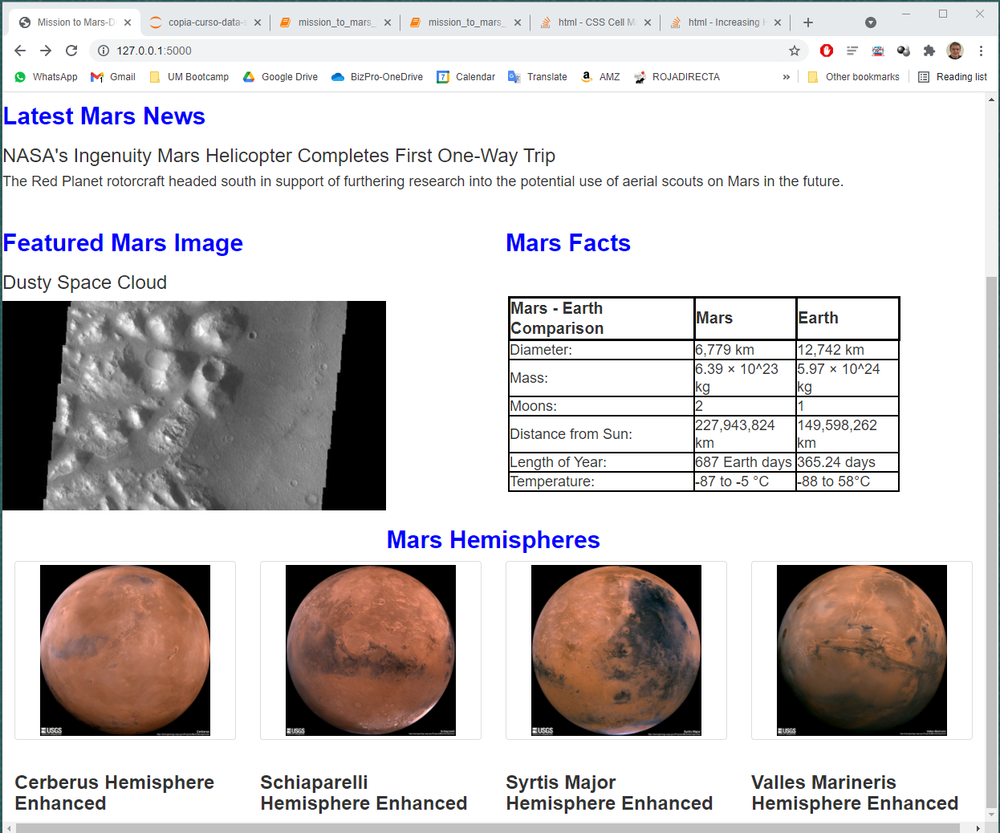 Mission to Mars-D
copia-curso-data-s
mission_to_mars_
mission_to_mars_
html - CSS Cell M
html - Increasing H
127.0.0.1:5000
WhatsApp
Gmail
UM Bootcamp
Google Drive
BizPro-OneDrive
7
Calendar
Translate
AMZ
ROJADIRECTA
»
Other bookmarks
Reading list
Latest Mars News
NASA's Ingenuity Mars Helicopter Completes First One-Way Trip
The Red Planet rotorcraft headed south in support of furthering research into the potential use of aerial scouts on Mars in the future.
Featured Mars Image
Dusty Space Cloud
Mars Facts
Mars - Earth Comparison Mars Earth
Diameter: 6,779 km 12,742 km
Mass: 6.39 × 10^23 kg 5.97 × 10^24 kg
Moons: 2 1
Distance from Sun: 227,943,824 km 149,598,262 km
Length of Year: 687 Earth days 365.24 days
Temperature: -87 to -5 °C -88 to 58°C
Mars Hemispheres
USGS
Cerberus
USGS
Schiaparelli
USGS
Syrtis Major
USGS
Valles Marineris
Cerberus Hemisphere
Enhanced
Schiaparelli
Hemisphere Enhanced
Syrtis Major
Hemisphere Enhanced
Valles Marineris
Hemisphere Enhanced